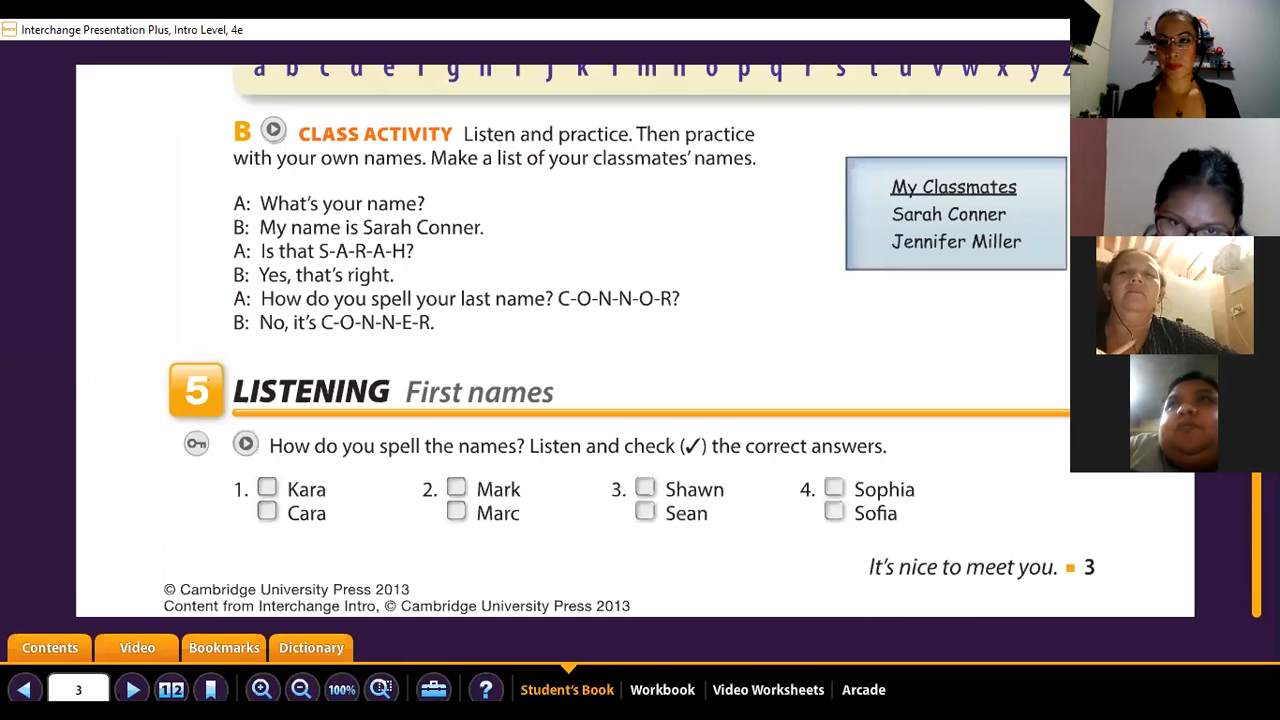 Interchange Presentation Plus, Intro Level, 4e
a b c d e f g h i j k l m n o p q r s t u v w x y z
B CLASS ACTIVITY Listen and practice. Then practice
with your own names. Make a list of your classmates' names.
A: What's your name?
B: My name is Sarah Conner.
A: Is that S-A-R-A-H?
B: Yes, that's right.
A: How do you spell your last name? C-O-N-N-O-R?
B: No, it's C-O-N-N-E-R.
My Classmates
Sarah Conner
Jennifer Miller
5 LISTENING First names
How do you spell the names? Listen and check (✓) the correct answers.
1. Kara 2. Mark 3. Shawn 4. Sophia
Cara Marc Sean Sofia
It's nice to meet you. ■ 3
© Cambridge University Press 2013
Content from Interchange Intro, © Cambridge University Press 2013
Contents Video Bookmarks Dictionary
3 1 2 100% ? Student's Book Workbook Video Worksheets Arcade